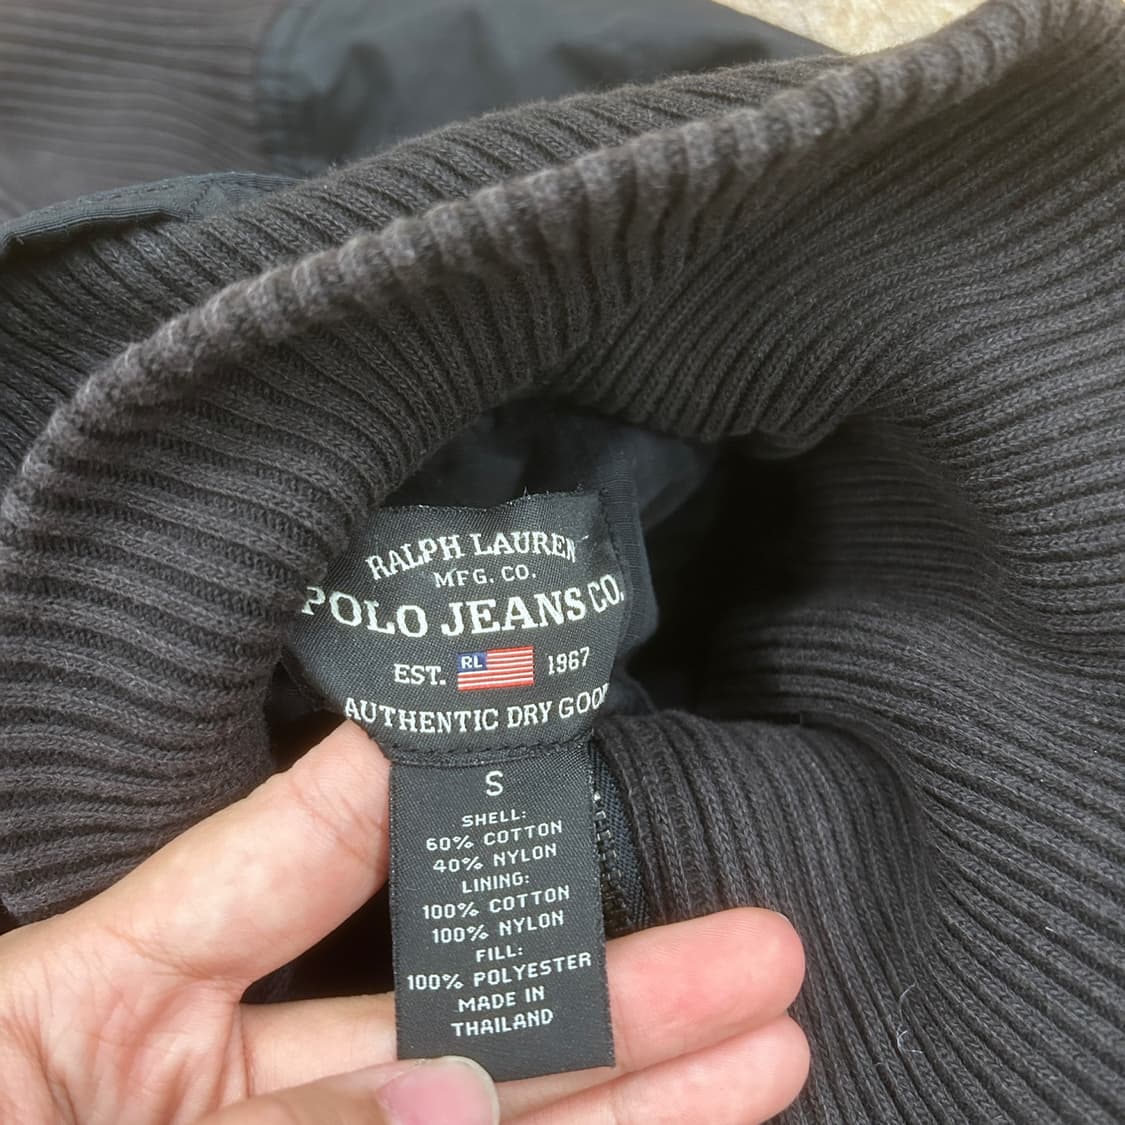 RALPH LAUREN
MFG. CO.
POLO JEANS CO.
EST. RL 1967
AUTHENTIC DRY GOO
S
SHELL:
60% COTTON
40% NYLON
LINING:
100% COTTON
100% NYLON
FILL:
100% POLYESTER
MADE IN
THAILAND